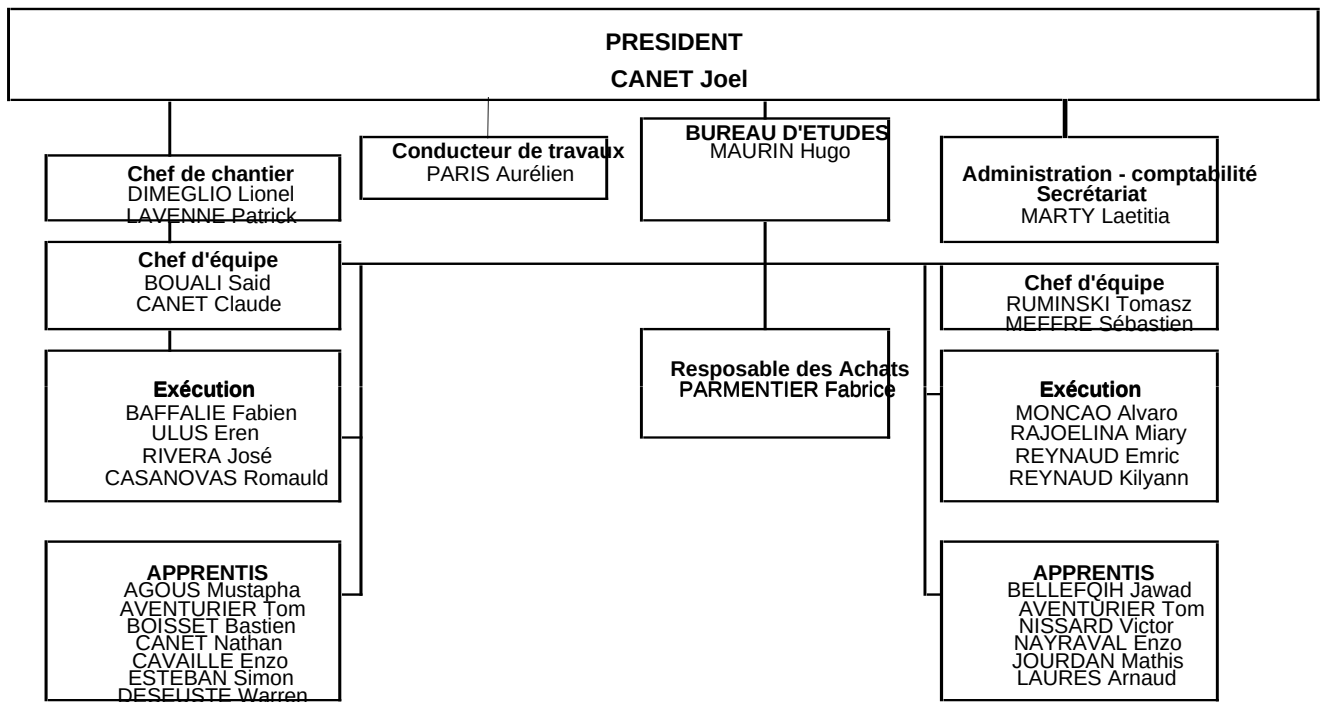 PRESIDENT
CANET Joel
Chef de chantier
DIMEGLIO Lionel
LAVENNE Patrick
Conducteur de travaux
PARIS Aurélien
BUREAU D'ETUDES
MAURIN Hugo
Administration - comptabilité
Secrétariat
MARTY Laetitia
Chef d'équipe
BOUALI Said
CANET Claude
Chef d'équipe
RUMINSKI Tomasz
MEFFRE Sébastien
Exécution
BAFFALIE Fabien
ULUS Eren
RIVERA José
CASANOVAS Romauld
Resposable des Achats
PARMENTIER Fabrice
Exécution
MONCAO Alvaro
RAJOELINA Miary
REYNAUD Emric
REYNAUD Kilyann
APPRENTIS
AGOUS Mustapha
AVENTURIER Tom
BOISSET Bastien
CANET Nathan
CAVAILLE Enzo
ESTEBAN Simon
DESEUSTE Warren
APPRENTIS
BELLEFQIH Jawad
AVENTURIER Tom
NISSARD Victor
NAYRAVAL Enzo
JOURDAN Mathis
LAURES Arnaud